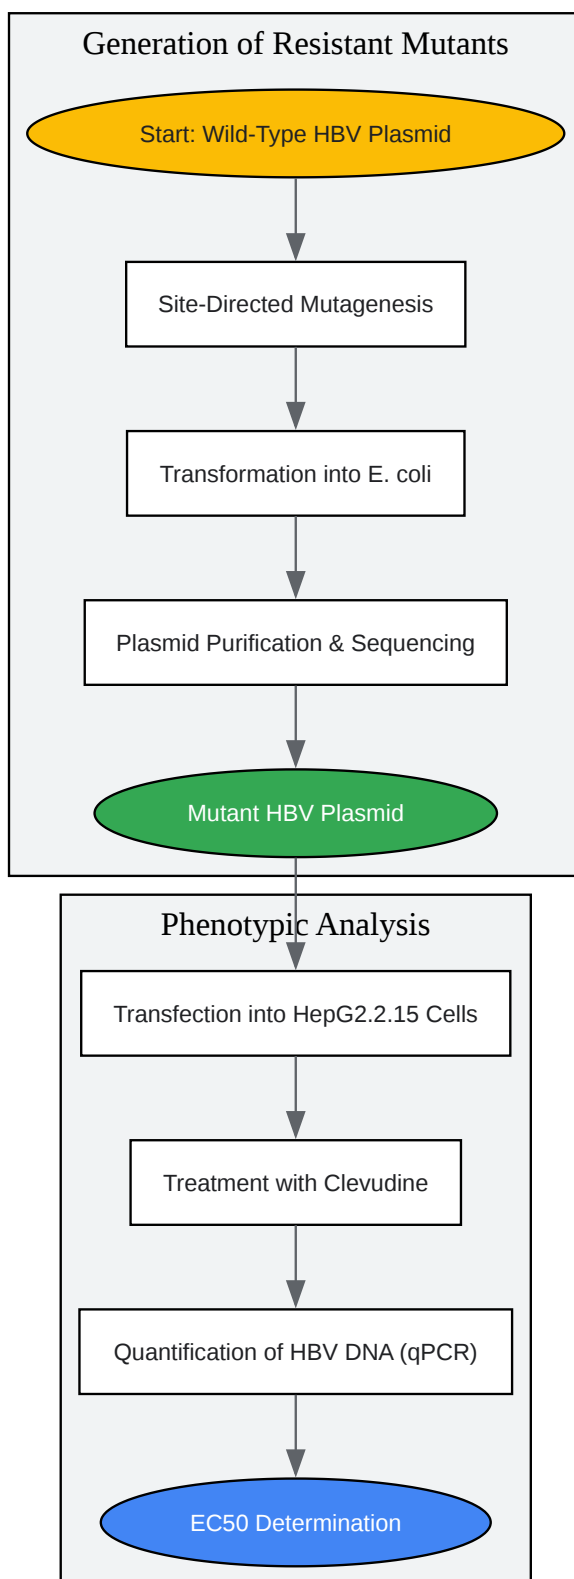 Generation of Resistant Mutants
Start: Wild-Type HBV Plasmid
Site-Directed Mutagenesis
Transformation into E. coli
Plasmid Purification & Sequencing
Mutant HBV Plasmid
Phenotypic Analysis
Transfection into HepG2.2.15 Cells
Treatment with Clevudine
Quantification of HBV DNA (qPCR)
EC50 Determination